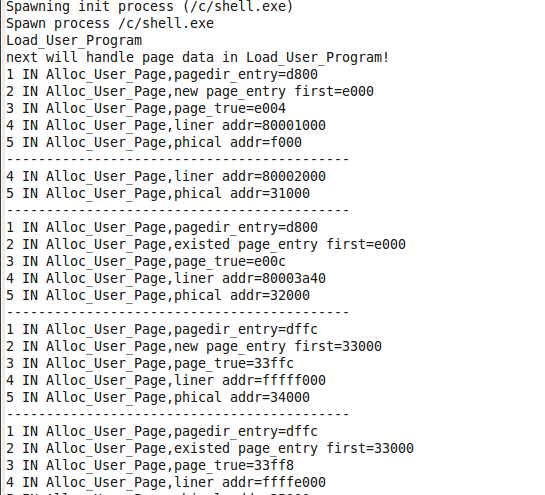 Spawning init process (/c/shell.exe)
Spawn process /c/shell.exe
Load_User_Program
next will handle page data in Load_User_Program!
1 IN Alloc_User_Page,pagedir_entry=d800
2 IN Alloc_User_Page,new page_entry first=e000
3 IN Alloc_User_Page,page_true=e004
4 IN Alloc_User_Page,liner addr=80001000
5 IN Alloc_User_Page,phical addr=f000
-------------------------------------------
4 IN Alloc_User_Page,liner addr=80002000
5 IN Alloc_User_Page,phical addr=31000
-------------------------------------------
1 IN Alloc_User_Page,pagedir_entry=d800
2 IN Alloc_User_Page,existed page_entry first=e000
3 IN Alloc_User_Page,page_true=e00c
4 IN Alloc_User_Page,liner addr=80003a40
5 IN Alloc_User_Page,phical addr=32000
-------------------------------------------
1 IN Alloc_User_Page,pagedir_entry=dffc
2 IN Alloc_User_Page,new page_entry first=33000
3 IN Alloc_User_Page,page_true=33ffc
4 IN Alloc_User_Page,liner addr=fffff000
5 IN Alloc_User_Page,phical addr=34000
-------------------------------------------
1 IN Alloc_User_Page,pagedir_entry=dffc
2 IN Alloc_User_Page,existed page_entry first=33000
3 IN Alloc_User_Page,page_true=33ff8
4 IN Alloc_User_Page,liner addr=ffffe000